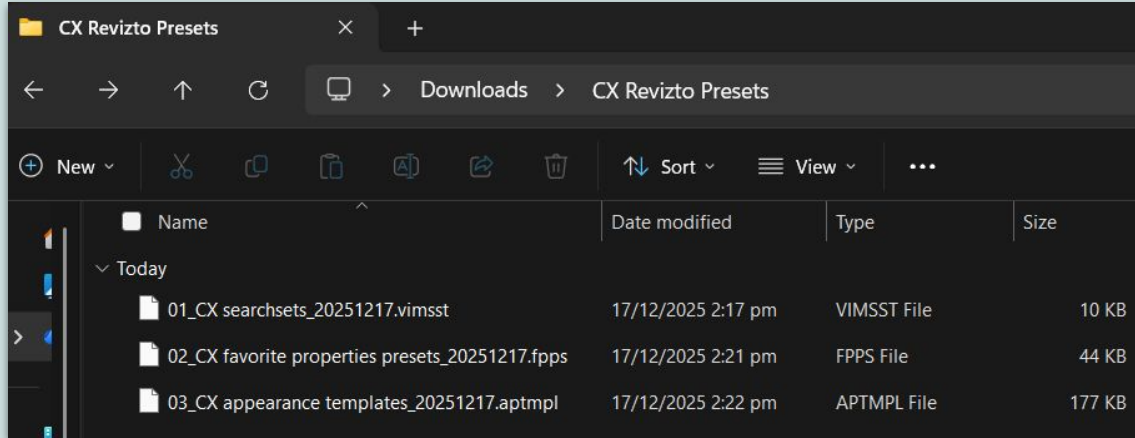 CX Revizto Presets
Downloads > CX Revizto Presets
New Sort View
Name Date modified Type Size
Today
01_CX searchsets_20251217.vimsst 17/12/2025 2:17 pm VIMSST File 10 KB
02_CX favorite properties presets_20251217.fpps 17/12/2025 2:21 pm FPPS File 44 KB
03_CX appearance templates_20251217.aptmpl 17/12/2025 2:22 pm APTMPL File 177 KB